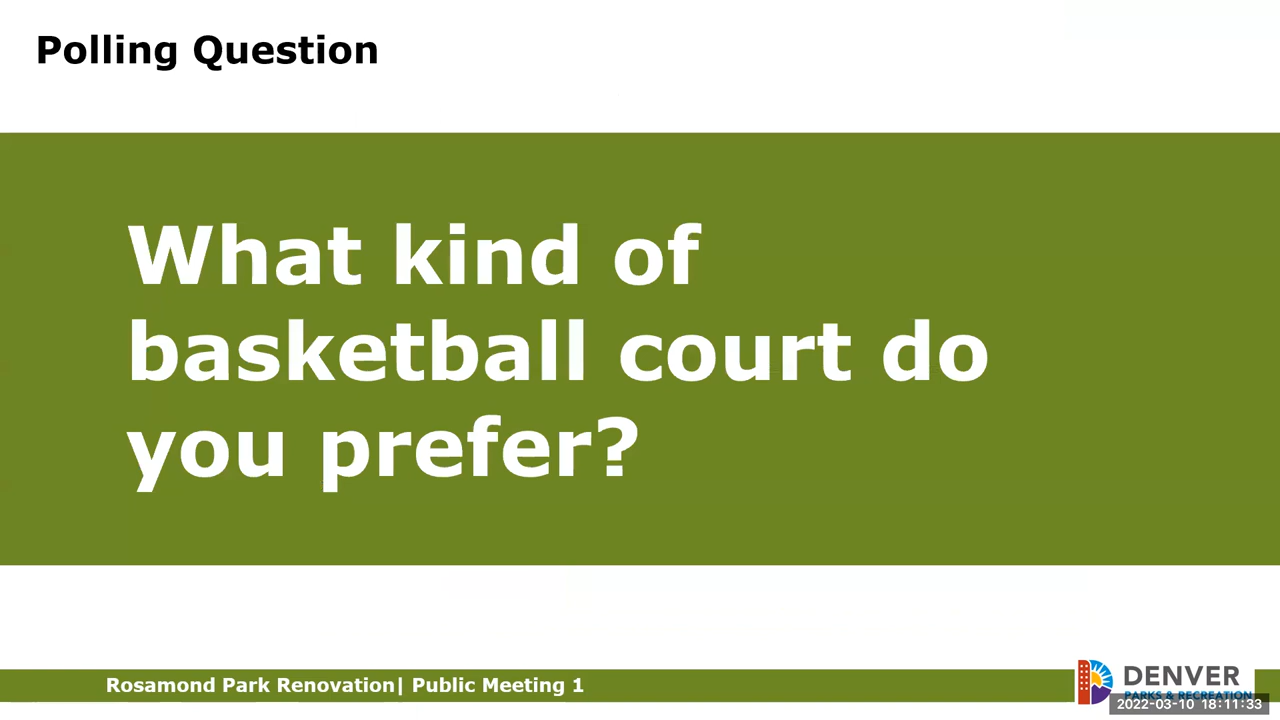 Polling Question
What kind of
basketball court do
you prefer?
Rosamond Park Renovation| Public Meeting 1
DENVER
PARKS & RECREATION
2022-03-10 18:11:33